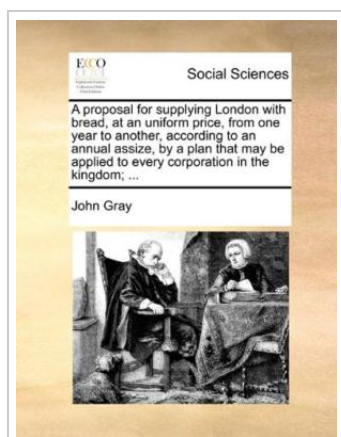 ECCO
Social Sciences
A proposal for supplying London with
bread, at an uniform price, from one
year to another, according to an
annual assize, by a plan that may be
applied to every corporation in the
kingdom; ...
John Gray